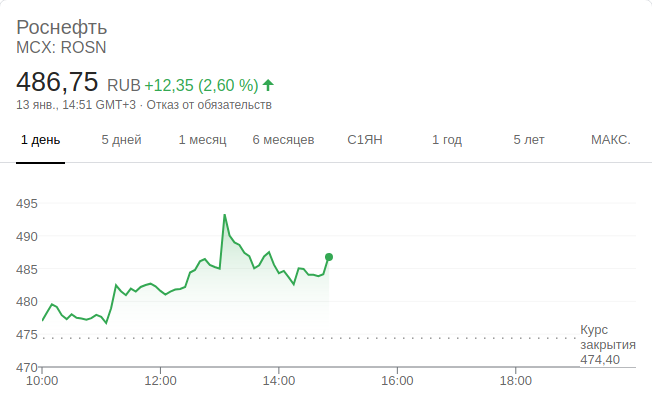 Роснефть
MCX: ROSN
486,75 RUB +12,35 (2,60 %)
13 янв., 14:51 GMT+3 · Отказ от обязательств
1 день 5 дней 1 месяц 6 месяцев С1ЯН 1 год 5 лет МАКС.
495
490
485
480
475
470
Курс
закрытия
474,40
10:00 12:00 14:00 16:00 18:00